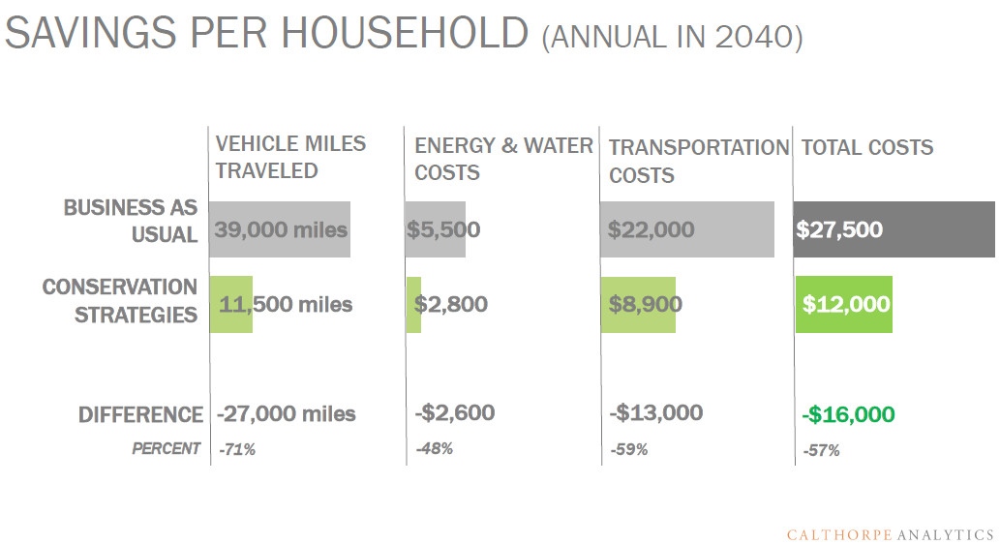 SAVINGS PER HOUSEHOLD (ANNUAL IN 2040)
VEHICLE MILES
TRAVELED
ENERGY & WATER
COSTS
TRANSPORTATION
COSTS
TOTAL COSTS
BUSINESS AS
USUAL
39,000 miles
$5,500
$22,000
$27,500
CONSERVATION
STRATEGIES
11,500 miles
$2,800
$8,900
$12,000
DIFFERENCE
-27,000 miles
-$2,600
-$13,000
-$16,000
PERCENT
-71%
-48%
-59%
-57%
CALTHORPE ANALYTICS